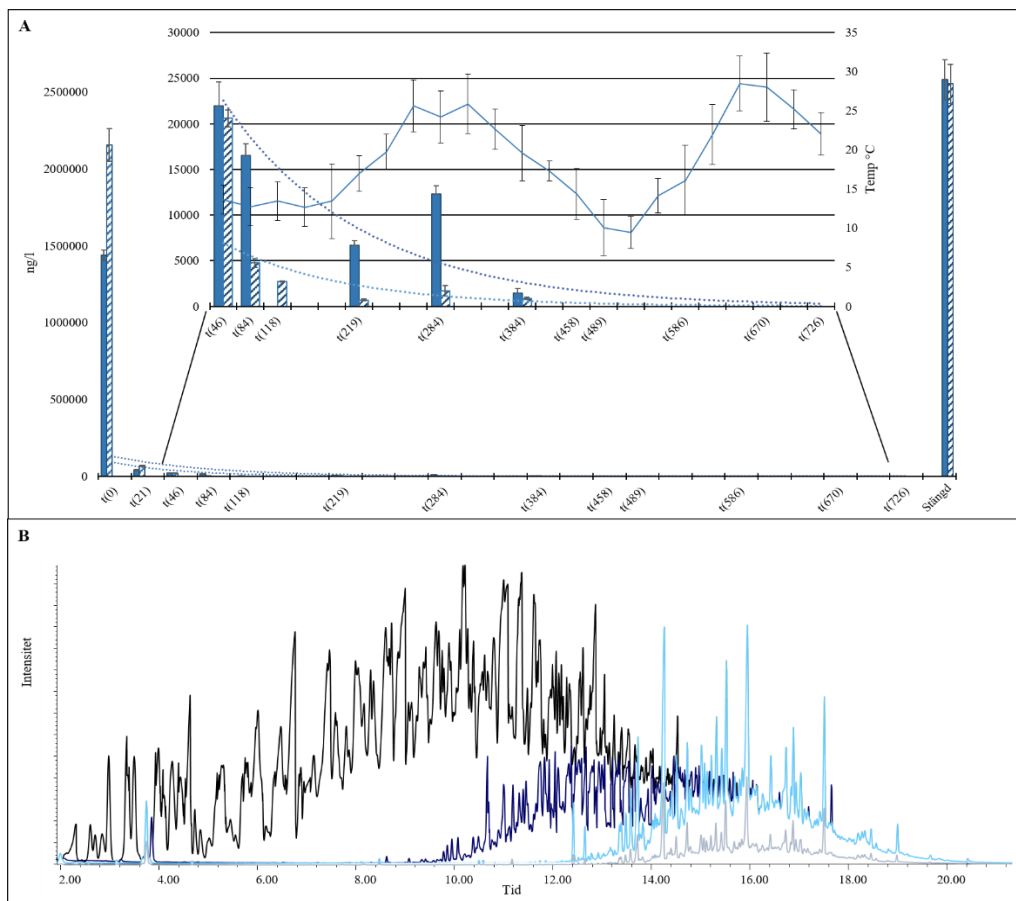 A
30000
25000
20000
15000
10000
5000
0
35
30
25
20
15
10
5
0
Temp °C
t(46)
t(84)
t(118)
t(219)
t(284)
t(384)
t(458)
t(489)
t(586)
t(670)
t(726)
2500000
2000000
1500000
1000000
500000
0
ng/l
t(0)
t(21)
t(46)
t(84)
t(118)
t(219)
t(284)
t(384)
t(458)
t(489)
t(586)
t(670)
t(726)
Stängd
B
Intensitet
2.00 4.00 6.00 8.00 10.00 12.00 14.00 16.00 18.00 20.00
Tid